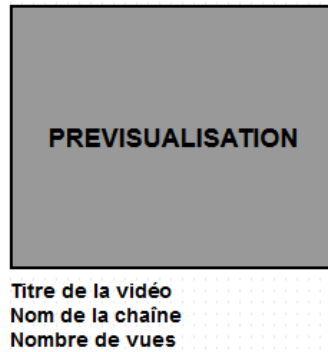 PREVISUALISATION
Titre de la vidéo
Nom de la chaîne
Nombre de vues